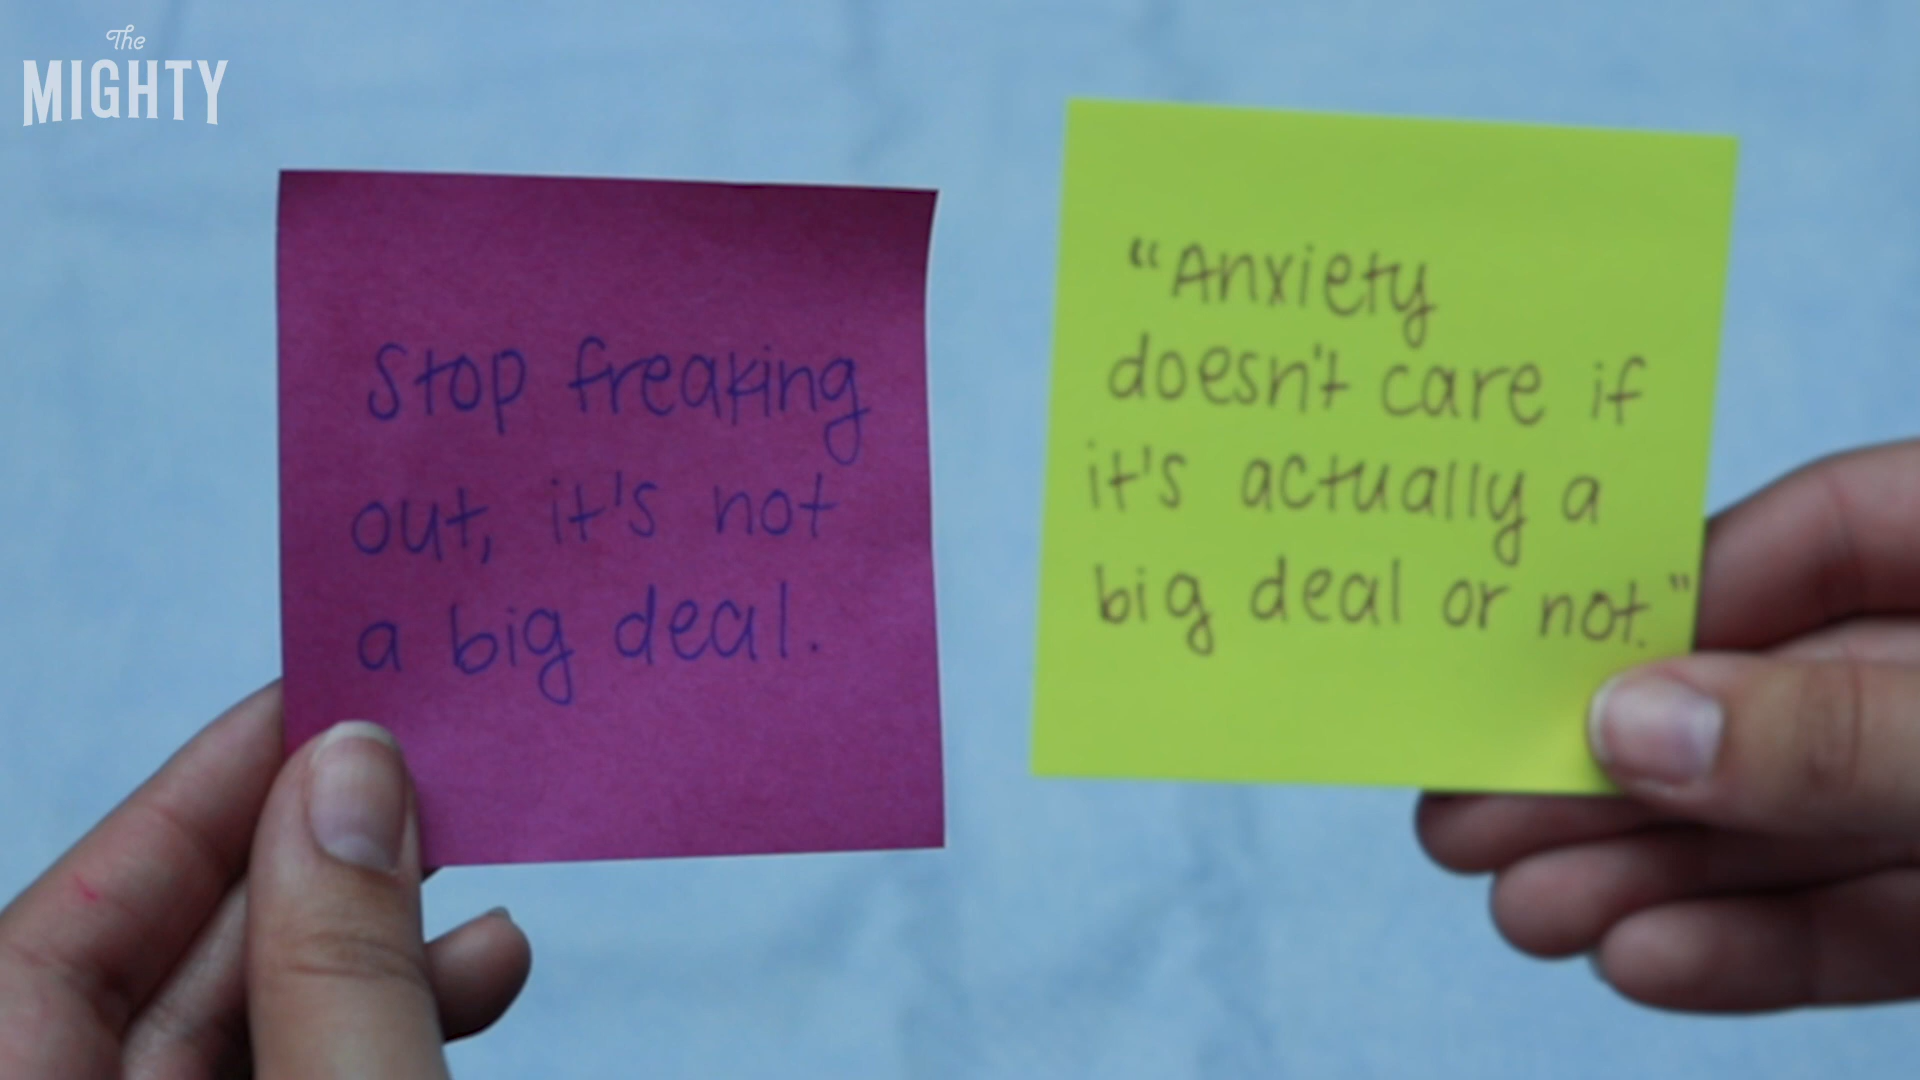 The
MIGHTY
Stop freaking
out, it's not
a big deal.
"Anxiety
doesn't care if
it's actually a
big deal or not."